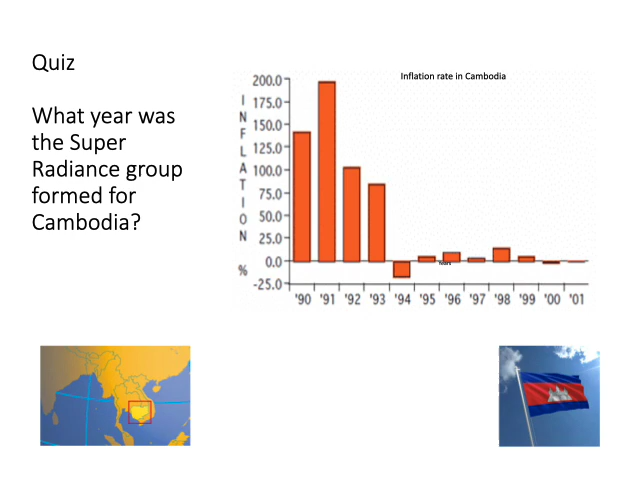 Quiz
What year was
the Super
Radiance group
formed for
Cambodia?
Inflation rate in Cambodia
INFLATION %
200.0
175.0
150.0
125.0
100.0
75.0
50.0
25.0
0.0
-25.0
Years
'90 '91 '92 '93 '94 '95 '96 '97 '98 '99 '00 '01